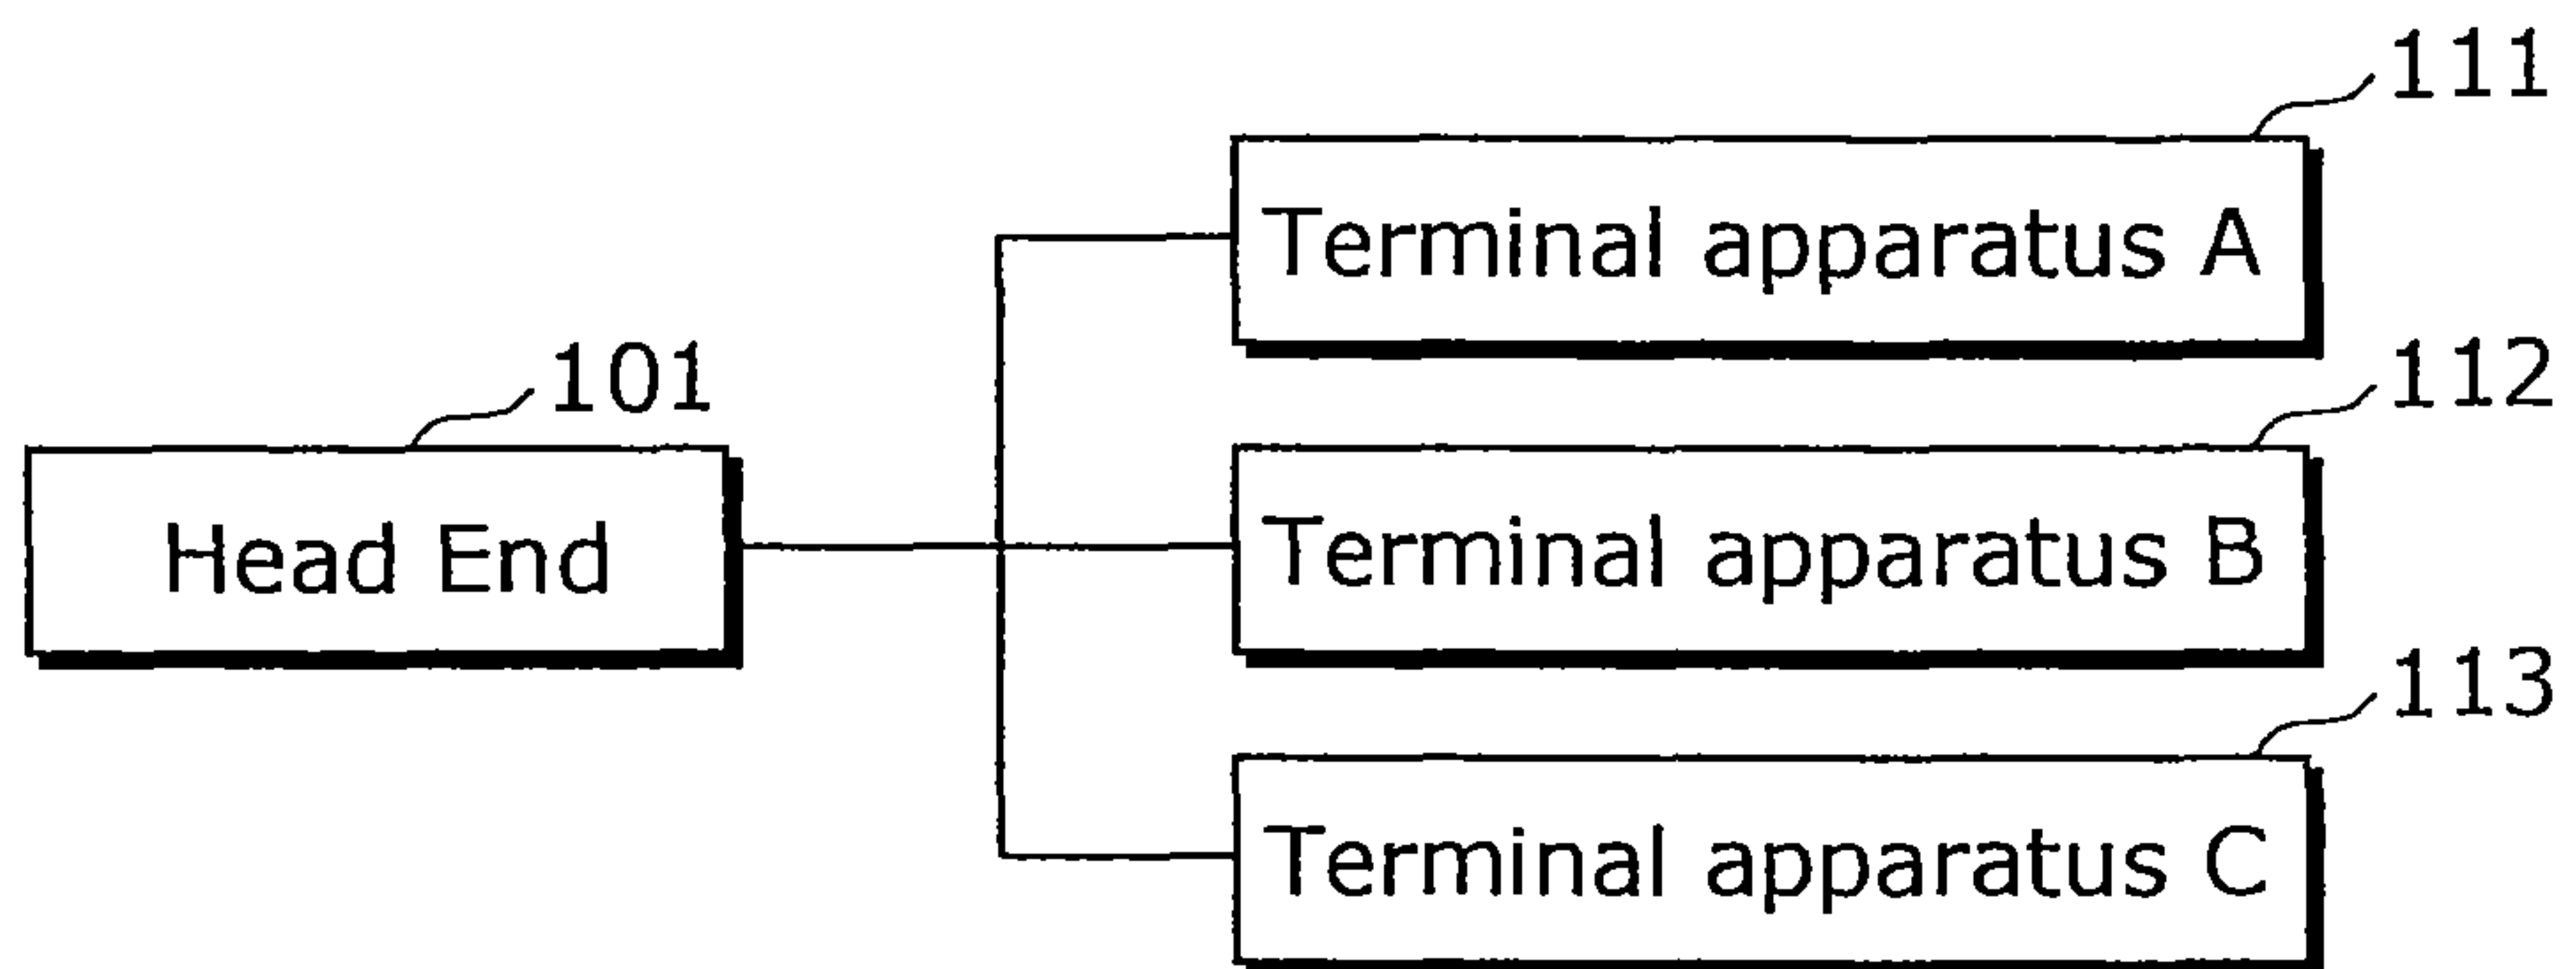 111
Terminal apparatus A
101
112
Head End
Terminal apparatus B
113
Terminal apparatus C